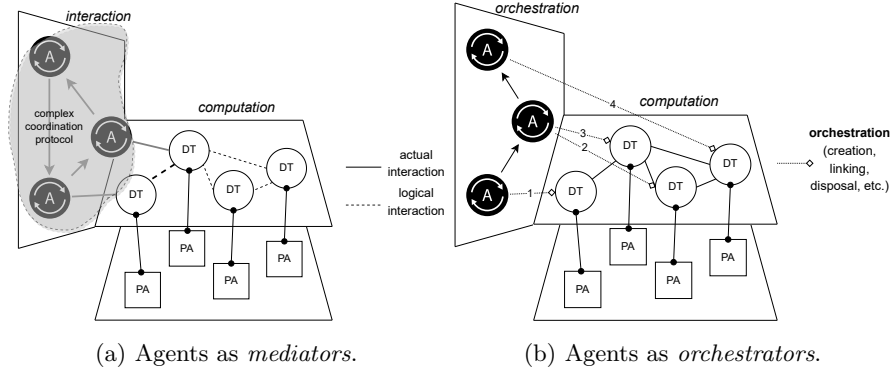 interaction
A
complex
coordination
protocol
A
A
computation
DT
DT
DT
DT
PA
PA
PA
PA
actual
interaction
logical
interaction
(a) Agents as mediators.
orchestration
A
A
A
4
computation
3
2
1
DT
DT
DT
DT
PA
PA
PA
PA
orchestration
(creation,
linking,
disposal, etc.)
(b) Agents as orchestrators.